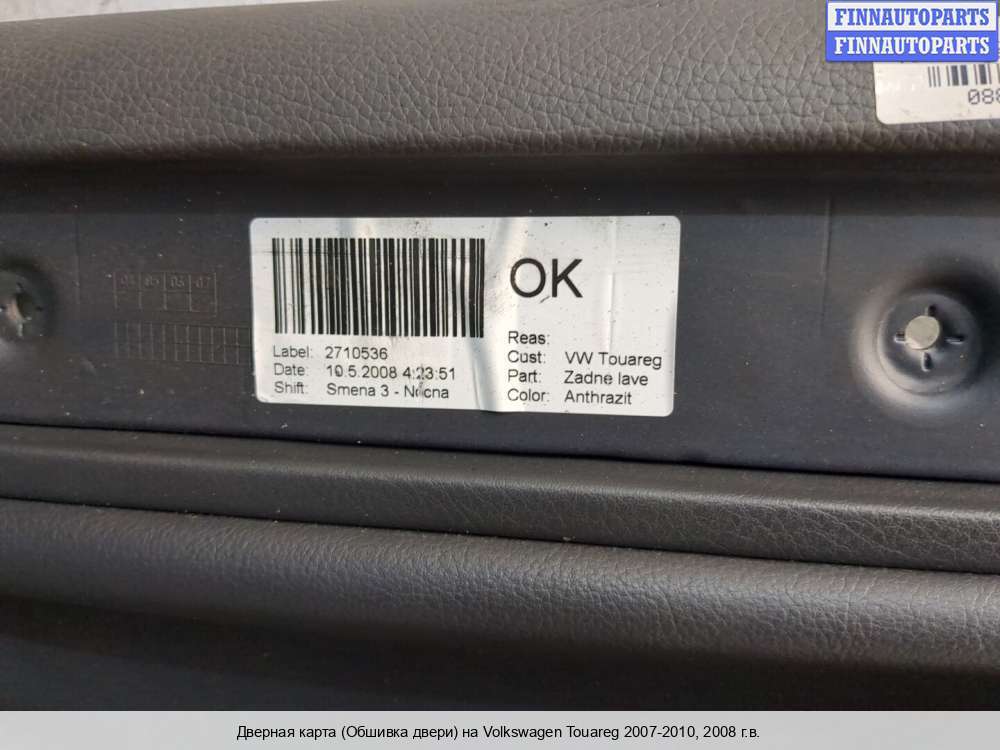 FINNAUTOPARTS
FINNAUTOPARTS
088
OK
Label: 2710536
Date: 10.5.2008 4:23:51
Shift: Smena 3 - Nocna
Reas:
Cust: VW Touareg
Part: Zadne lave
Color: Anthrazit
Дверная карта (Обшивка двери) на Volkswagen Touareg 2007-2010, 2008 г.в.